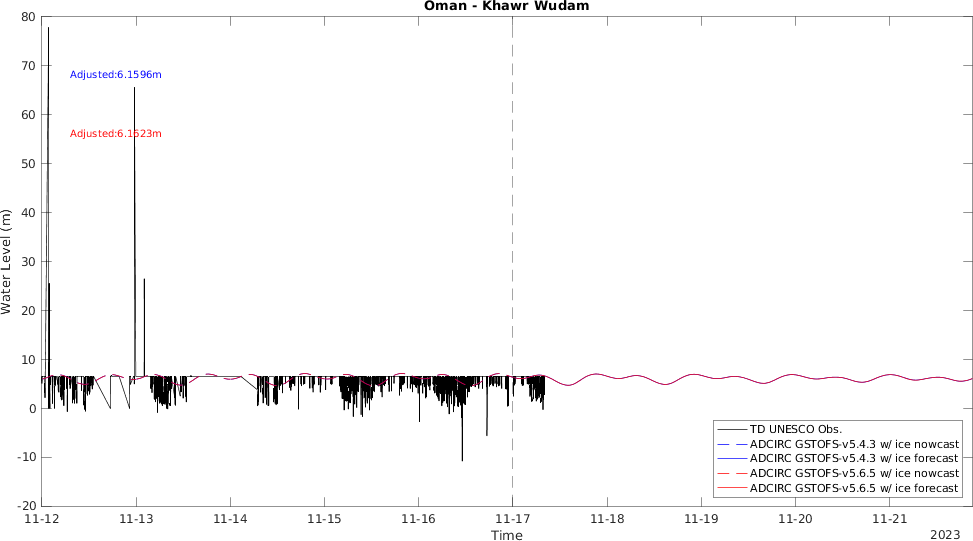 Oman - Khawr Wudam
80
70
60
50
40
30
20
10
0
-10
-20
Water Level (m)
Adjusted:6.1596m
Adjusted:6.1623m
TD UNESCO Obs.
ADCIRC GSTOFS-v5.4.3 w/ ice nowcast
ADCIRC GSTOFS-v5.4.3 w/ ice forecast
ADCIRC GSTOFS-v5.6.5 w/ ice nowcast
ADCIRC GSTOFS-v5.6.5 w/ ice forecast
11-12 11-13 11-14 11-15 11-16 11-17 11-18 11-19 11-20 11-21
Time
2023